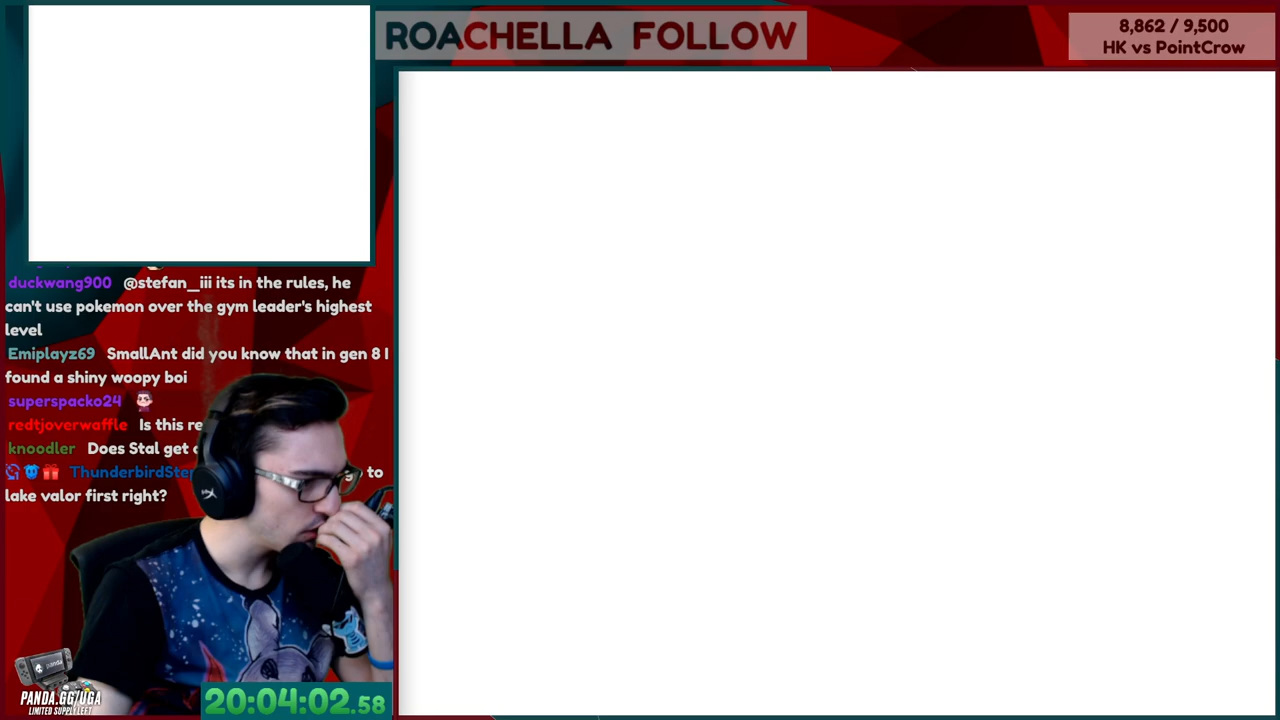 ROACHELLA FOLLOW
8,862 / 9,500
HK vs PointCrow
duckwang900 @stefan_iii its in the rules, he
can't use pokemon over the gym leader's highest
level
Emiplayz69 SmallAnt did you know that in gen 8 I
found a shiny woopy boi
superspacko24
redtjoverwaffle Is this
knoodler Does Stal get
to
lake valor first right?
panda
PANDA.GG/UGA
LIMITED SUPPLY LEFT
20:04:02.58